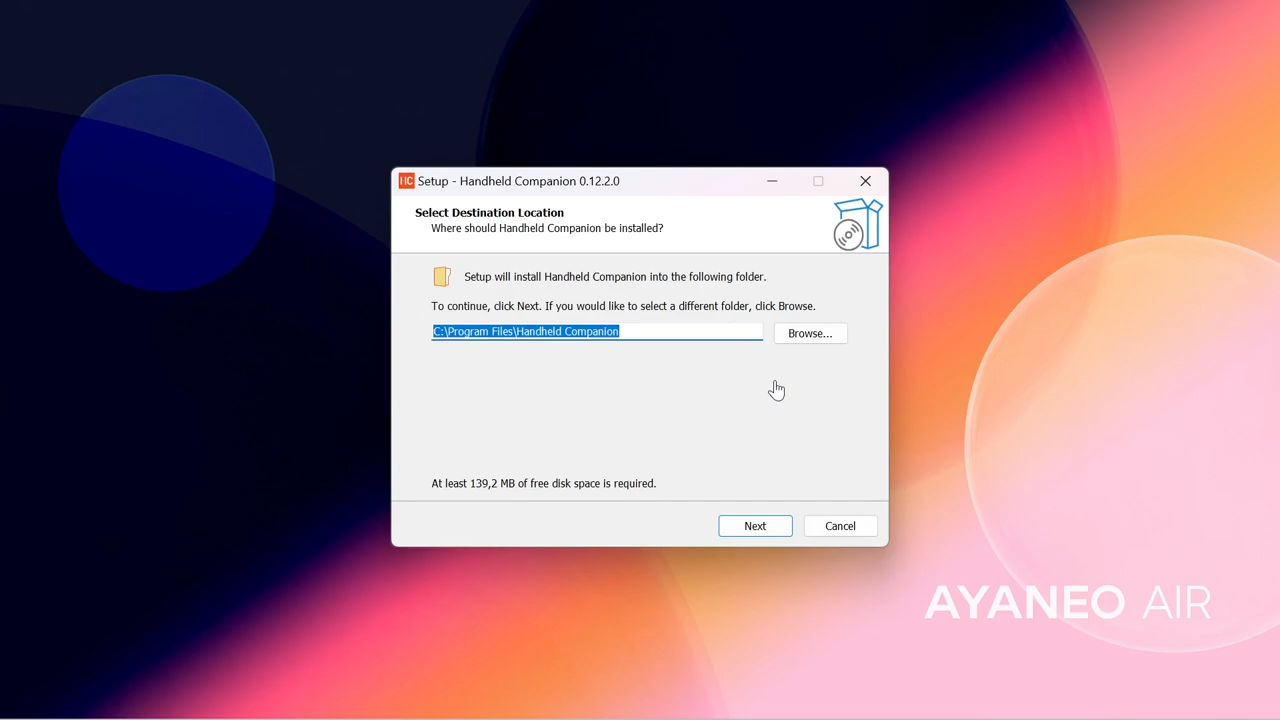 HC Setup - Handheld Companion 0.12.2.0
Select Destination Location
Where should Handheld Companion be installed?
Setup will install Handheld Companion into the following folder.
To continue, click Next. If you would like to select a different folder, click Browse.
C:\Program Files\Handheld Companion
Browse...
At least 139,2 MB of free disk space is required.
Next
Cancel
AYANEO AIR